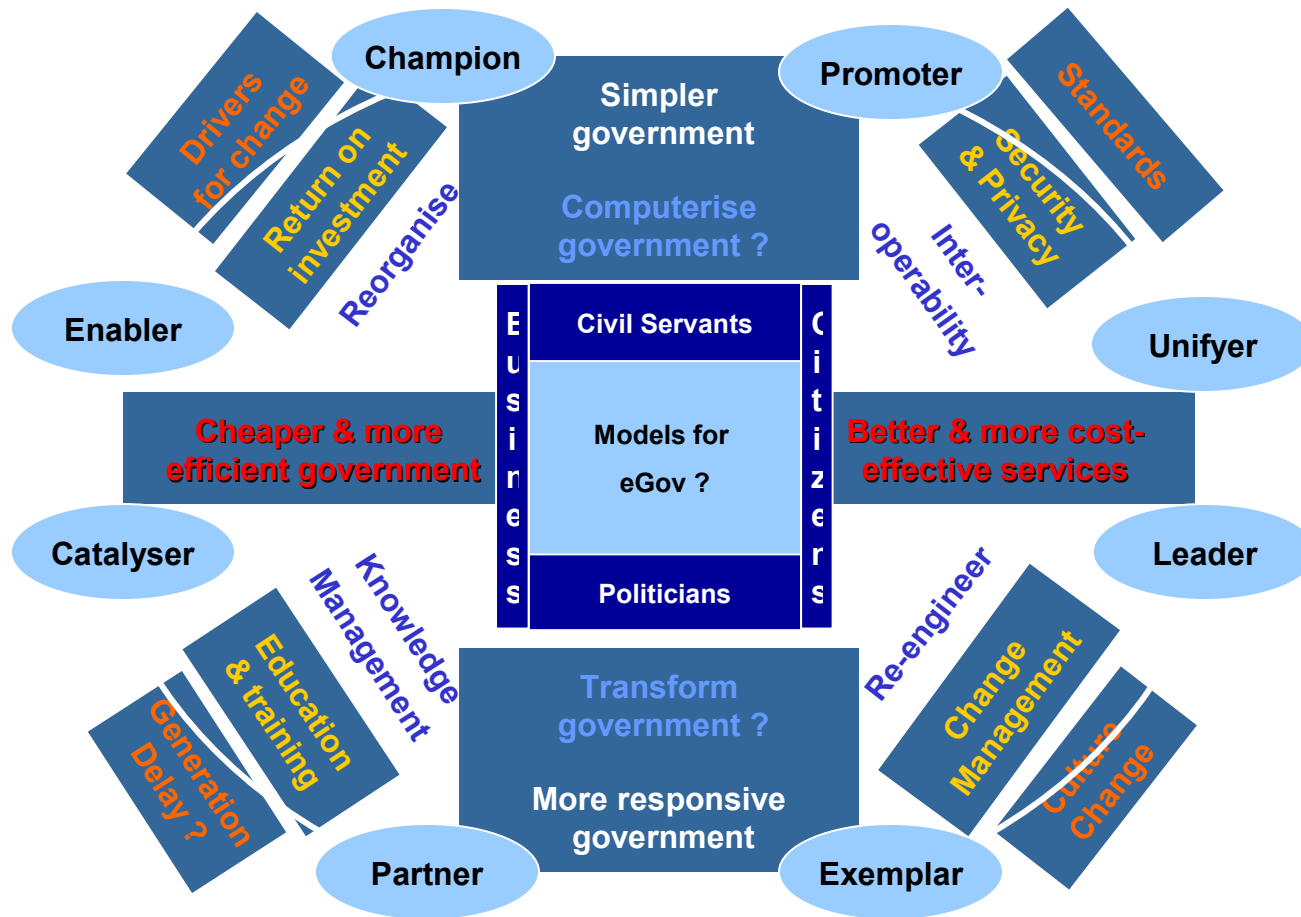 Champion
Promoter
Drivers
for change
Return on
investment
Reorganise
Simpler
government
Computerise
government ?
Standards
Security
& Privacy
Inter-
operability
Enabler
Unifyer
Business
Civil Servants
Citizens
Cheaper & more
efficient government
Models for
eGov ?
Better & more cost-
effective services
Politicians
Catalyser
Leader
Knowledge
Management
Education
& training
Generation
Delay ?
Transform
government ?
More responsive
government
Re-engineer
Change
Management
Culture
Change
Partner
Exemplar